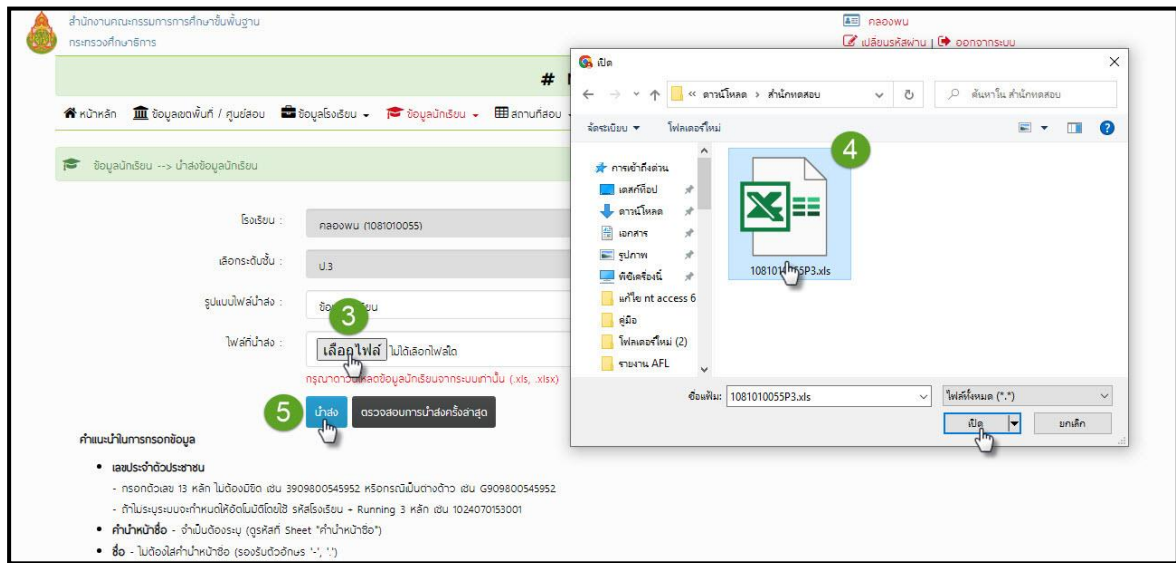 สำนักงานคณะกรรมการการศึกษาขั้นพื้นฐาน
กระทรวงศึกษาธิการ
คลองพน
เปลี่ยนรหัสผ่าน | ออกจากระบบ
#
หน้าหลัก ข้อมูลเขตพื้นที่ / ศูนย์สอบ ข้อมูลโรงเรียน ข้อมูลนักเรียน สถานที่สอบ
ข้อมูลนักเรียน --> นำส่งข้อมูลนักเรียน
โรงเรียน : คลองพน (1081010055)
เลือกระดับชั้น : ป.3
รูปแบบไฟล์นำส่ง :
3
ไฟล์ที่นำส่ง : เลือกไฟล์ ไม่ได้เลือกไฟล์ใด
กรุณาดาวน์โหลดข้อมูลนักเรียนจากระบบเท่านั้น (.xls, .xlsx)
5 นำส่ง ตรวจสอบการนำส่งครั้งล่าสุด
คำแนะนำในการกรอกข้อมูล
• เลขประจำตัวประชาชน
- กรอกตัวเลข 13 หลัก ไม่ต้องมีขีด เช่น 3909800545952 หรือกรณีเป็นต่างด้าว เช่น G909800545952
- ถ้าไม่ระบุระบบจะกำหนดให้อัตโนมัติโดยใช้ รหัสโรงเรียน + Running 3 หลัก เช่น 1024070153001
• คำนำหน้าชื่อ - จำเป็นต้องระบุ (ดูรหัสที่ Sheet "คำนำหน้าชื่อ")
• ชื่อ - ไม่ต้องใส่คำนำหน้าชื่อ (รองรับตัวอักษร '-', '.')
เปิด
« ดาวน์โหลด > สำนักทดสอบ
ค้นหาใน สำนักทดสอบ
จัดระเบียบ โฟลเดอร์ใหม่
การเข้าถึงด่วน
เดสก์ท็อป
ดาวน์โหลด
เอกสาร
รูปภาพ
พีซีเครื่องนี้
แก้ไข nt access 6
คู่มือ
โฟลเดอร์ใหม่ (2)
รายงาน AFL
4
1081010055P3.xls
ชื่อแฟ้ม: 1081010055P3.xls ไฟล์ทั้งหมด (*.*)
เปิด ยกเลิก